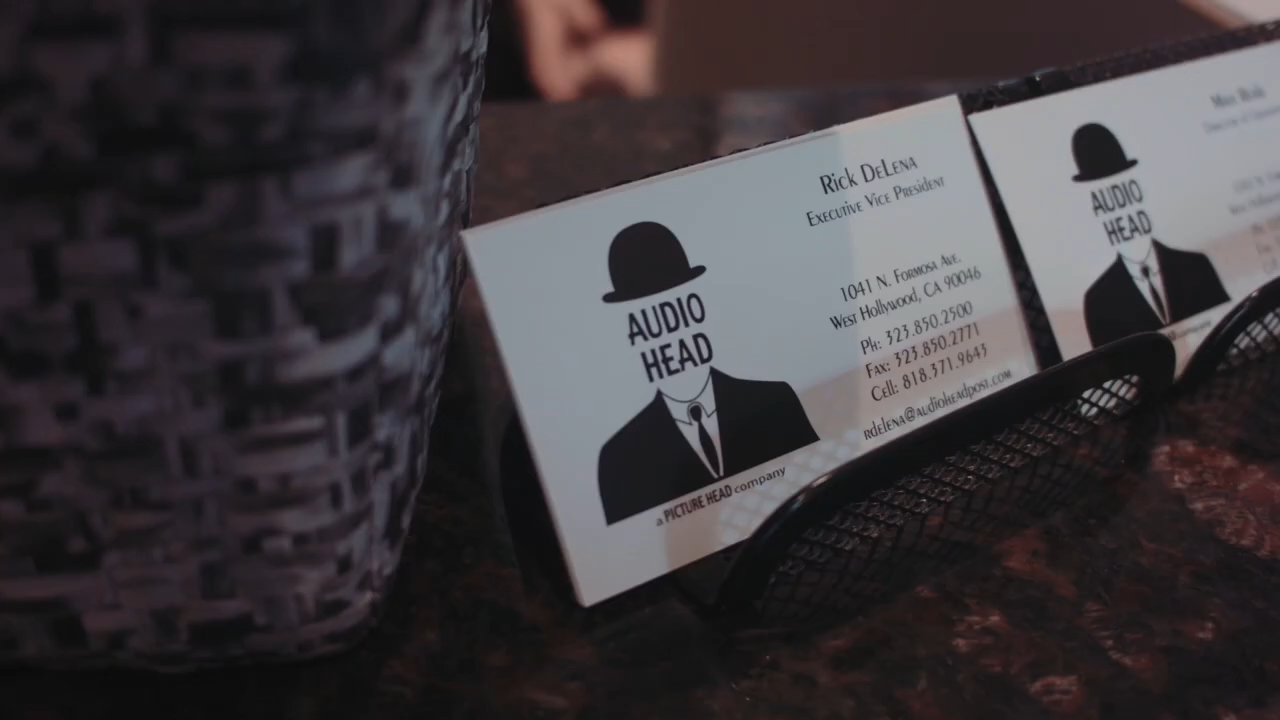 AUDIO
HEAD
a PICTURE HEAD company
Rick DeLena
Executive Vice President
1041 N. Formosa Ave.
West Hollywood, CA 90046
Ph: 323.850.2500
Fax: 323.850.2771
Cell: 818.371.9643
rdelena@audioheadpost.com
AUDIO
HEAD